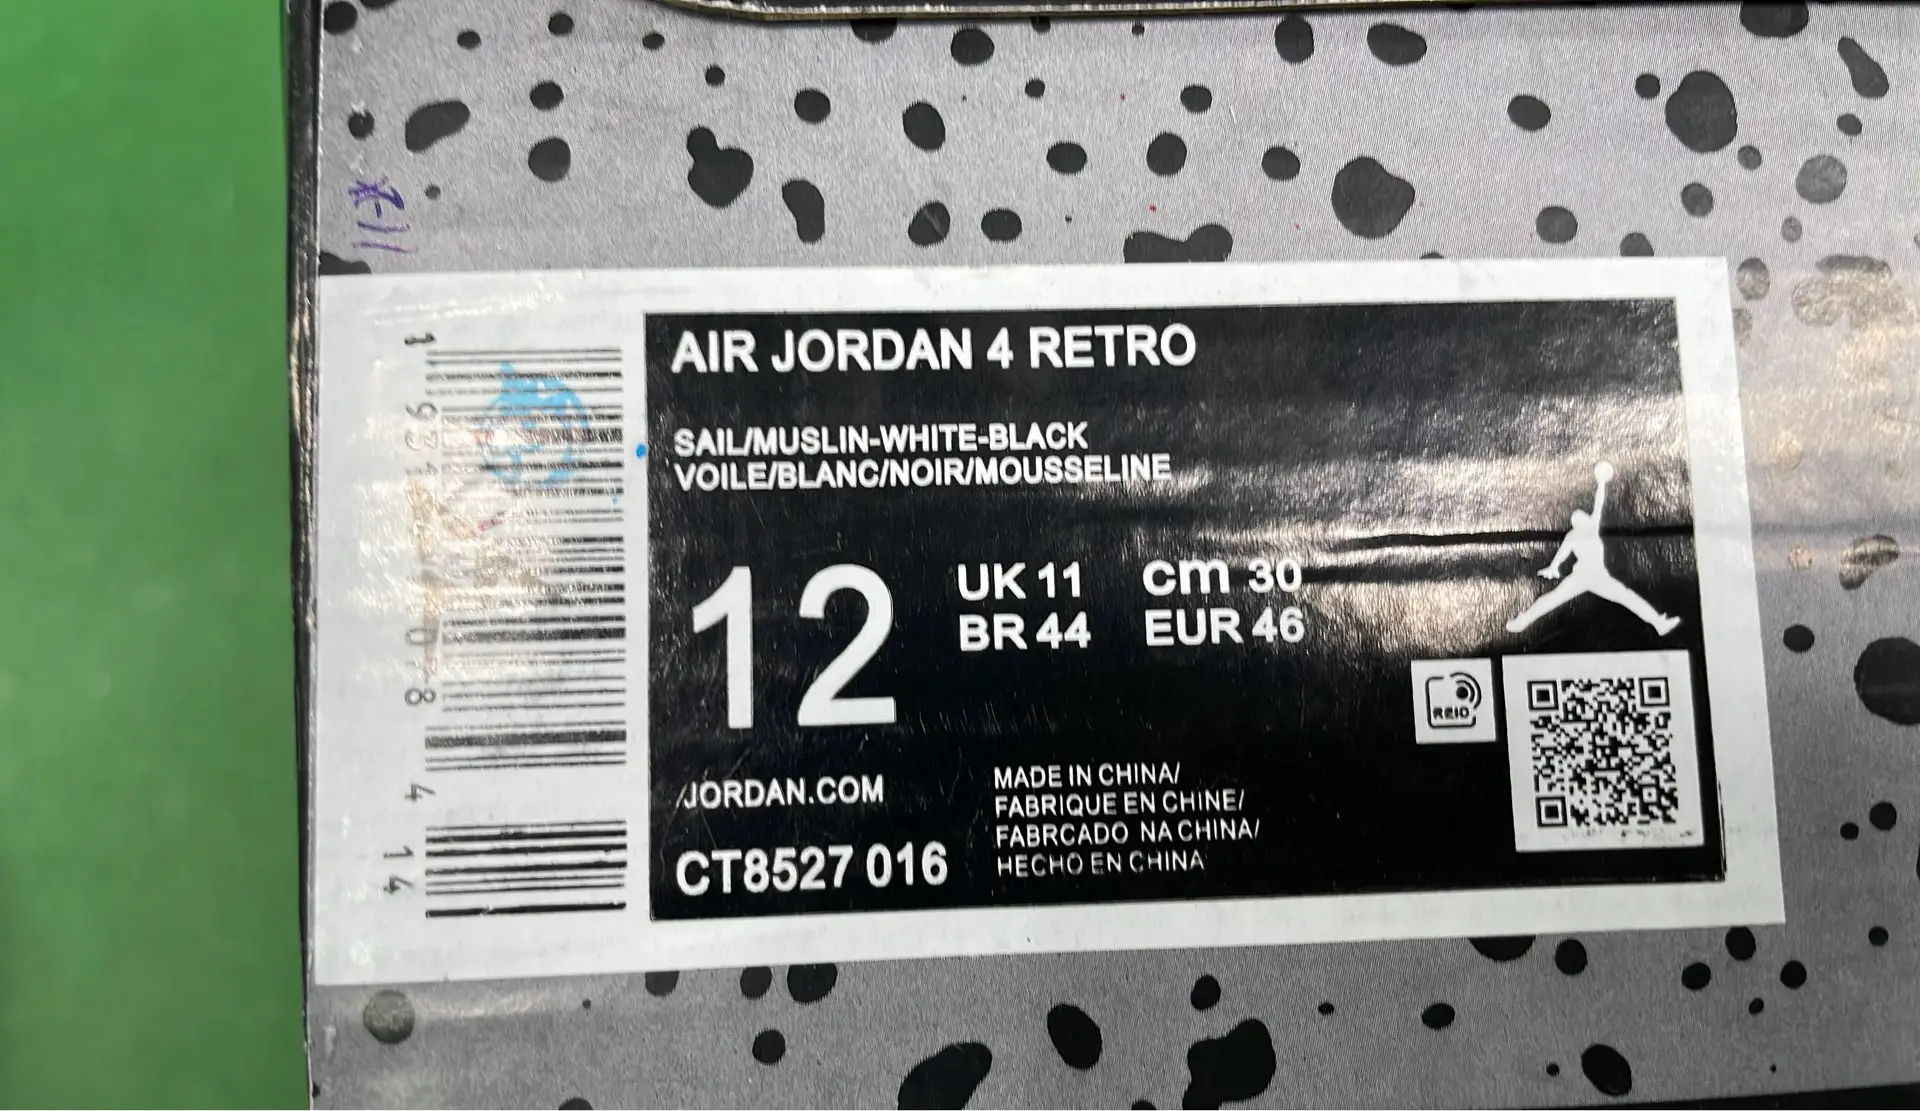 AIR JORDAN 4 RETRO
SAIL/MUSLIN-WHITE-BLACK
VOILE/BLANC/NOIR/MOUSSELINE
12
UK 11 cm 30
BR 44 EUR 46
/JORDAN.COM
CT8527 016
MADE IN CHINA/
FABRIQUE EN CHINE/
FABRCADO NA CHINA/
HECHO EN CHINA